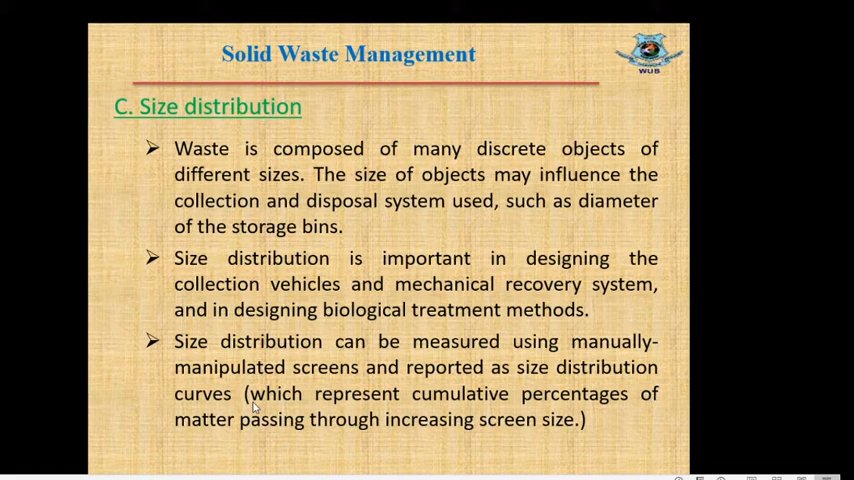 Solid Waste Management
WUB
C. Size distribution
➢ Waste is composed of many discrete objects of
different sizes. The size of objects may influence the
collection and disposal system used, such as diameter
of the storage bins.
➢ Size distribution is important in designing the
collection vehicles and mechanical recovery system,
and in designing biological treatment methods.
➢ Size distribution can be measured using manually-
manipulated screens and reported as size distribution
curves (which represent cumulative percentages of
matter passing through increasing screen size.)